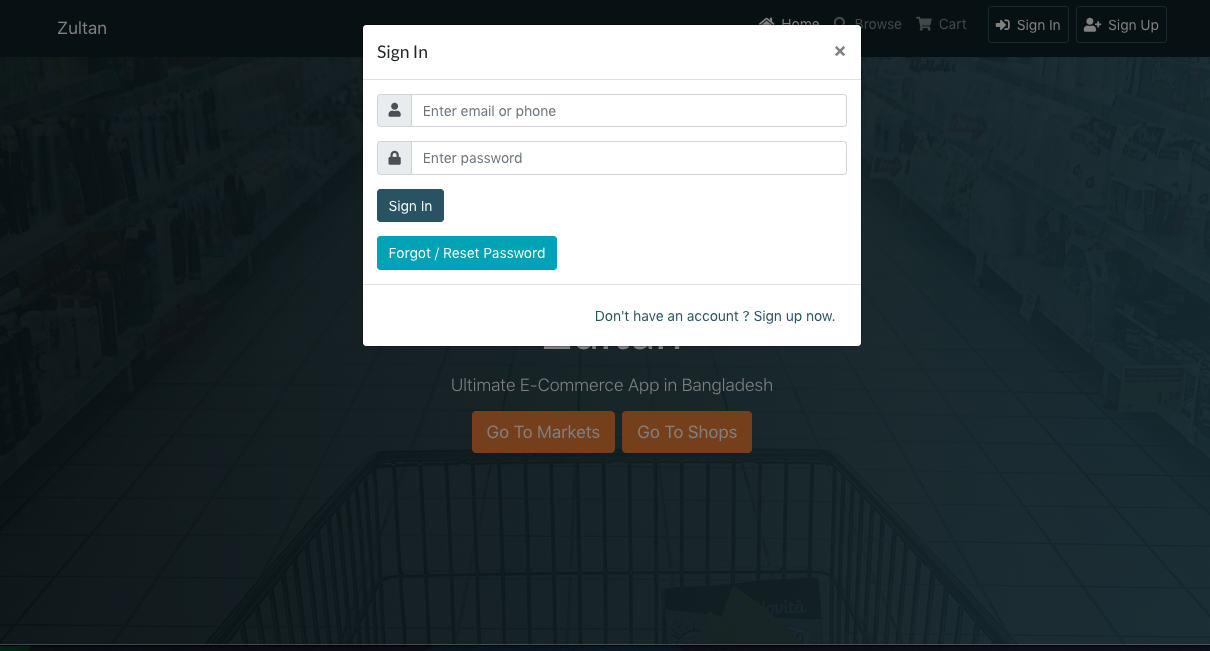 Zultan
Home Browse Cart Sign In Sign Up
Sign In ×
Enter email or phone
Enter password
Sign In
Forgot / Reset Password
Don't have an account ? Sign up now.
Zultan
Ultimate E-Commerce App in Bangladesh
Go To Markets Go To Shops